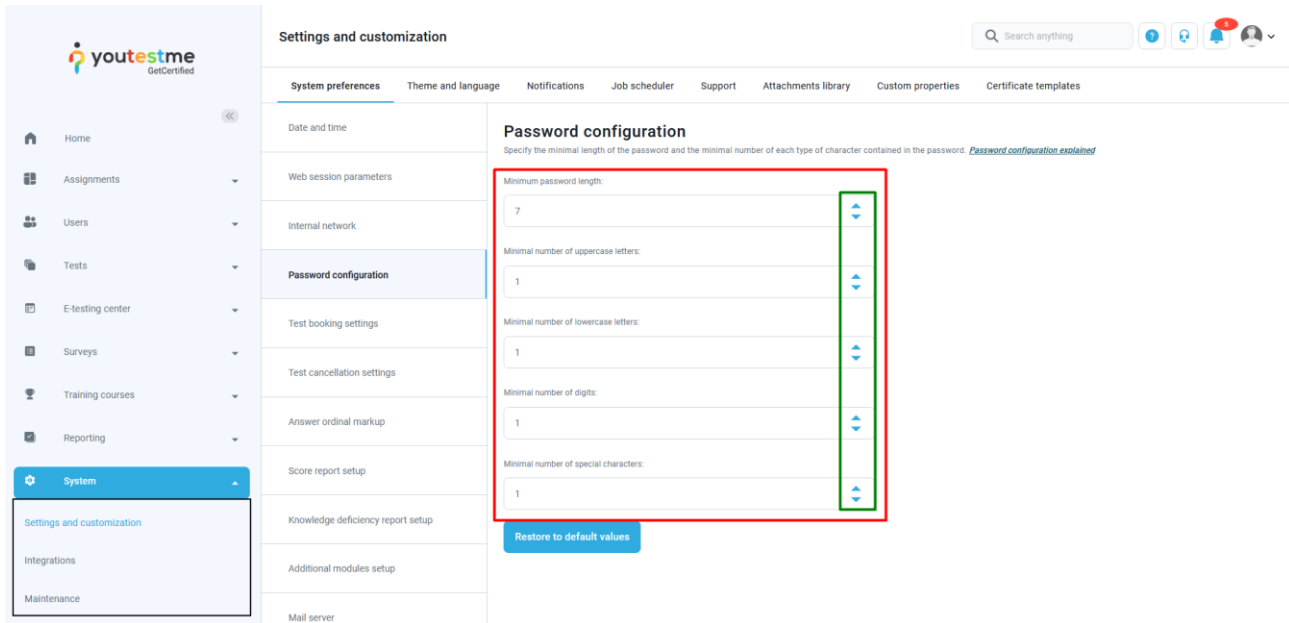 youtestme
GetCertified
Home
Assignments
Users
Tests
E-testing center
Surveys
Training courses
Reporting
System
Settings and customization
Integrations
Maintenance
Settings and customization
Search anything
?
5
System preferences
Theme and language
Notifications
Job scheduler
Support
Attachments library
Custom properties
Certificate templates
Date and time
Web session parameters
Internal network
Password configuration
Test booking settings
Test cancellation settings
Answer ordinal markup
Score report setup
Knowledge deficiency report setup
Additional modules setup
Mail server
Password configuration
Specify the minimal length of the password and the minimal number of each type of character contained in the password. Password configuration explained
Minimum password length:
7
Minimal number of uppercase letters:
1
Minimal number of lowercase letters:
1
Minimal number of digits:
1
Minimal number of special characters:
1
Restore to default values